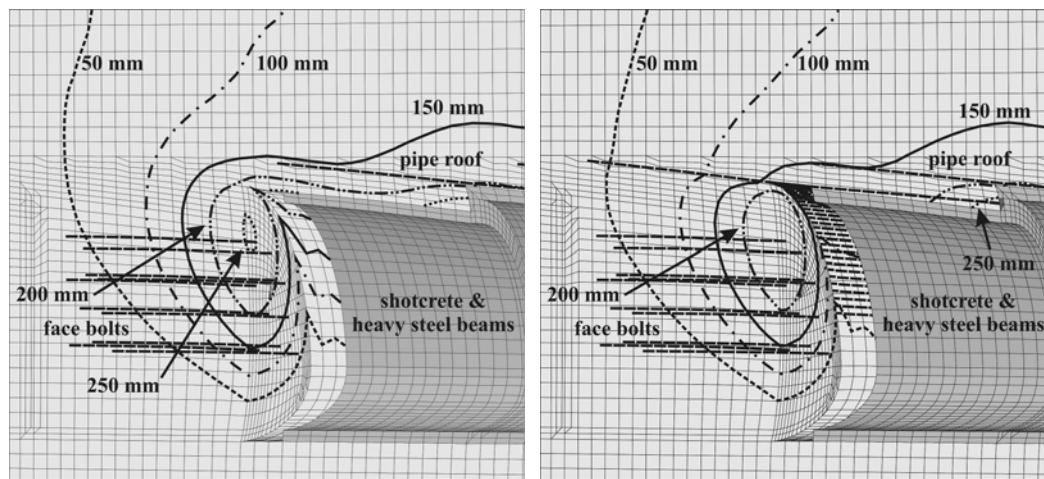 50 mm
100 mm
150 mm
pipe roof
200 mm
face bolts
250 mm
shotcrete &
heavy steel beams
50 mm
100 mm
150 mm
pipe roof
250 mm
200 mm
face bolts
shotcrete &
heavy steel beams